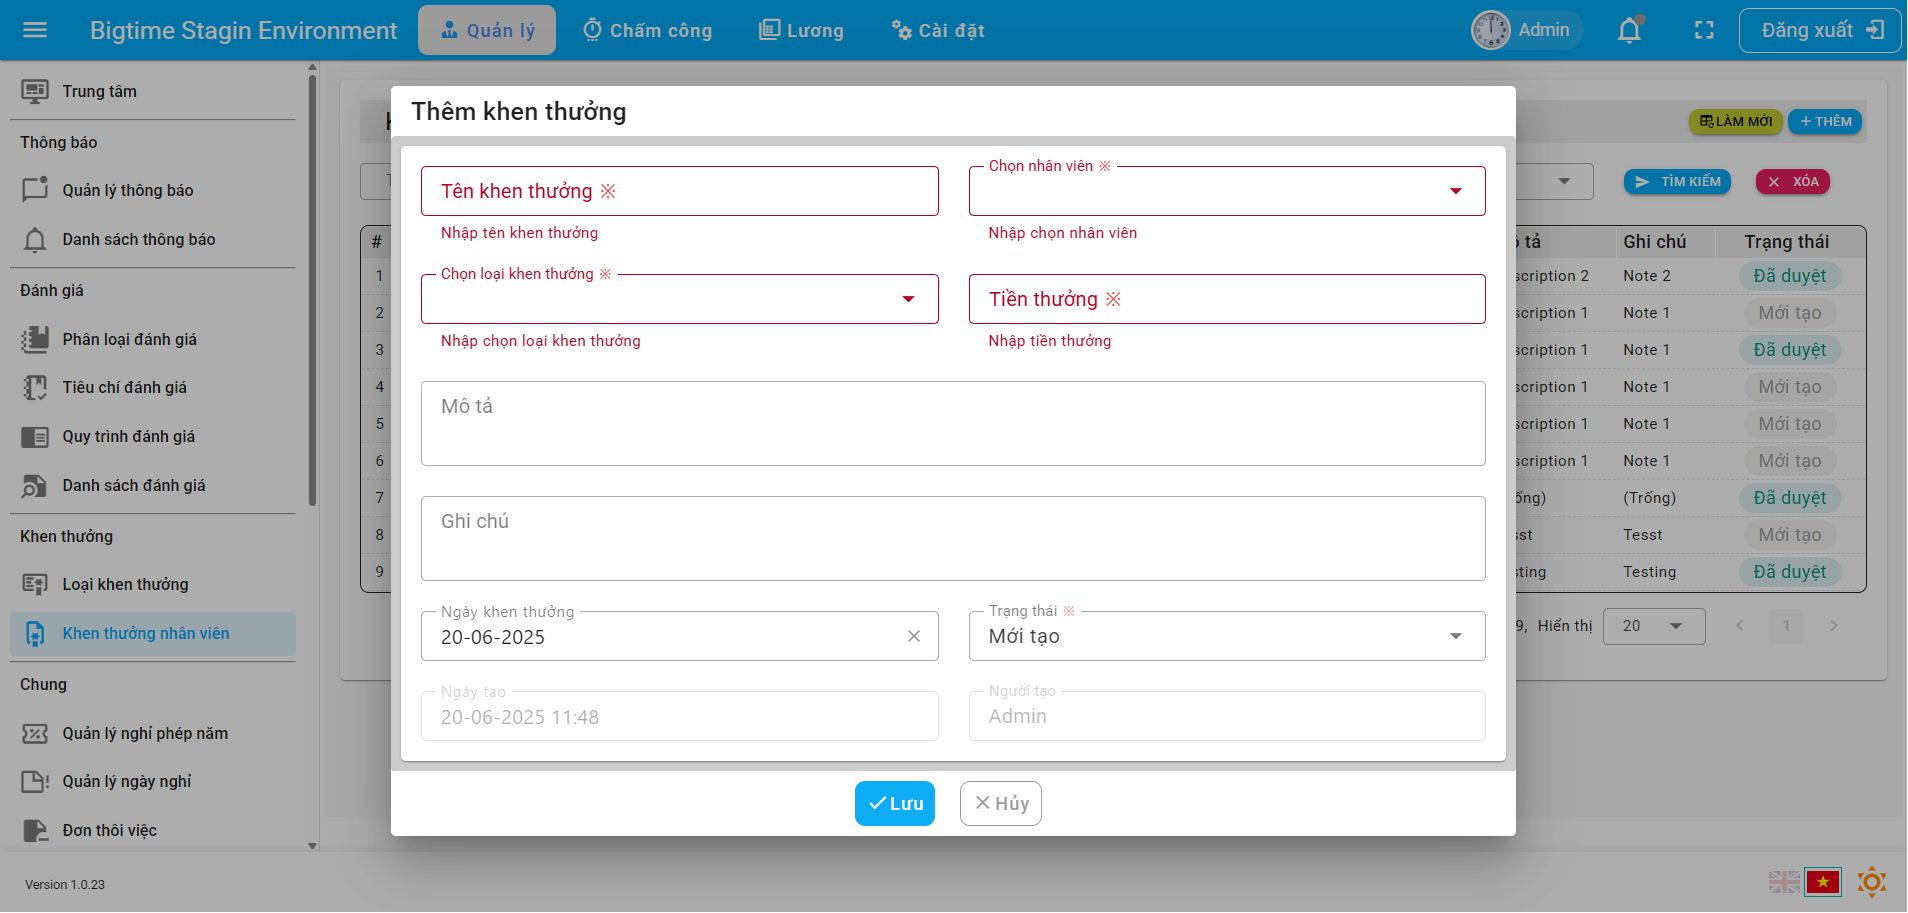 Bigtime Stagin Environment
Quản lý
Chấm công
Lương
Cài đặt
Admin
Đăng xuất
Trung tâm
Thông báo
Quản lý thông báo
Danh sách thông báo
Đánh giá
Phân loại đánh giá
Tiêu chí đánh giá
Quy trình đánh giá
Danh sách đánh giá
Khen thưởng
Loại khen thưởng
Khen thưởng nhân viên
Chung
Quản lý nghỉ phép năm
Quản lý ngày nghỉ
Đơn thôi việc
Version 1.0.23
LÀM MỚI
+ THÊM
TÌM KIẾM
XÓA
# ô tả Ghi chú Trạng thái
1 scription 2 Note 2 Đã duyệt
2 scription 1 Note 1 Mới tạo
3 scription 1 Note 1 Đã duyệt
4 scription 1 Note 1 Mới tạo
5 scription 1 Note 1 Mới tạo
6 scription 1 Note 1 Mới tạo
7 ống) (Trống) Đã duyệt
8 sst Tesst Mới tạo
9 sting Testing Đã duyệt
9, Hiển thị 20 1
Thêm khen thưởng
Tên khen thưởng ※
Nhập tên khen thưởng
Chọn nhân viên ※
Nhập chọn nhân viên
Chọn loại khen thưởng ※
Nhập chọn loại khen thưởng
Tiền thưởng ※
Nhập tiền thưởng
Mô tả
Ghi chú
Ngày khen thưởng
20-06-2025
Trạng thái ※
Mới tạo
Ngày tạo
20-06-2025 11:48
Người tạo
Admin
Lưu
Hủy